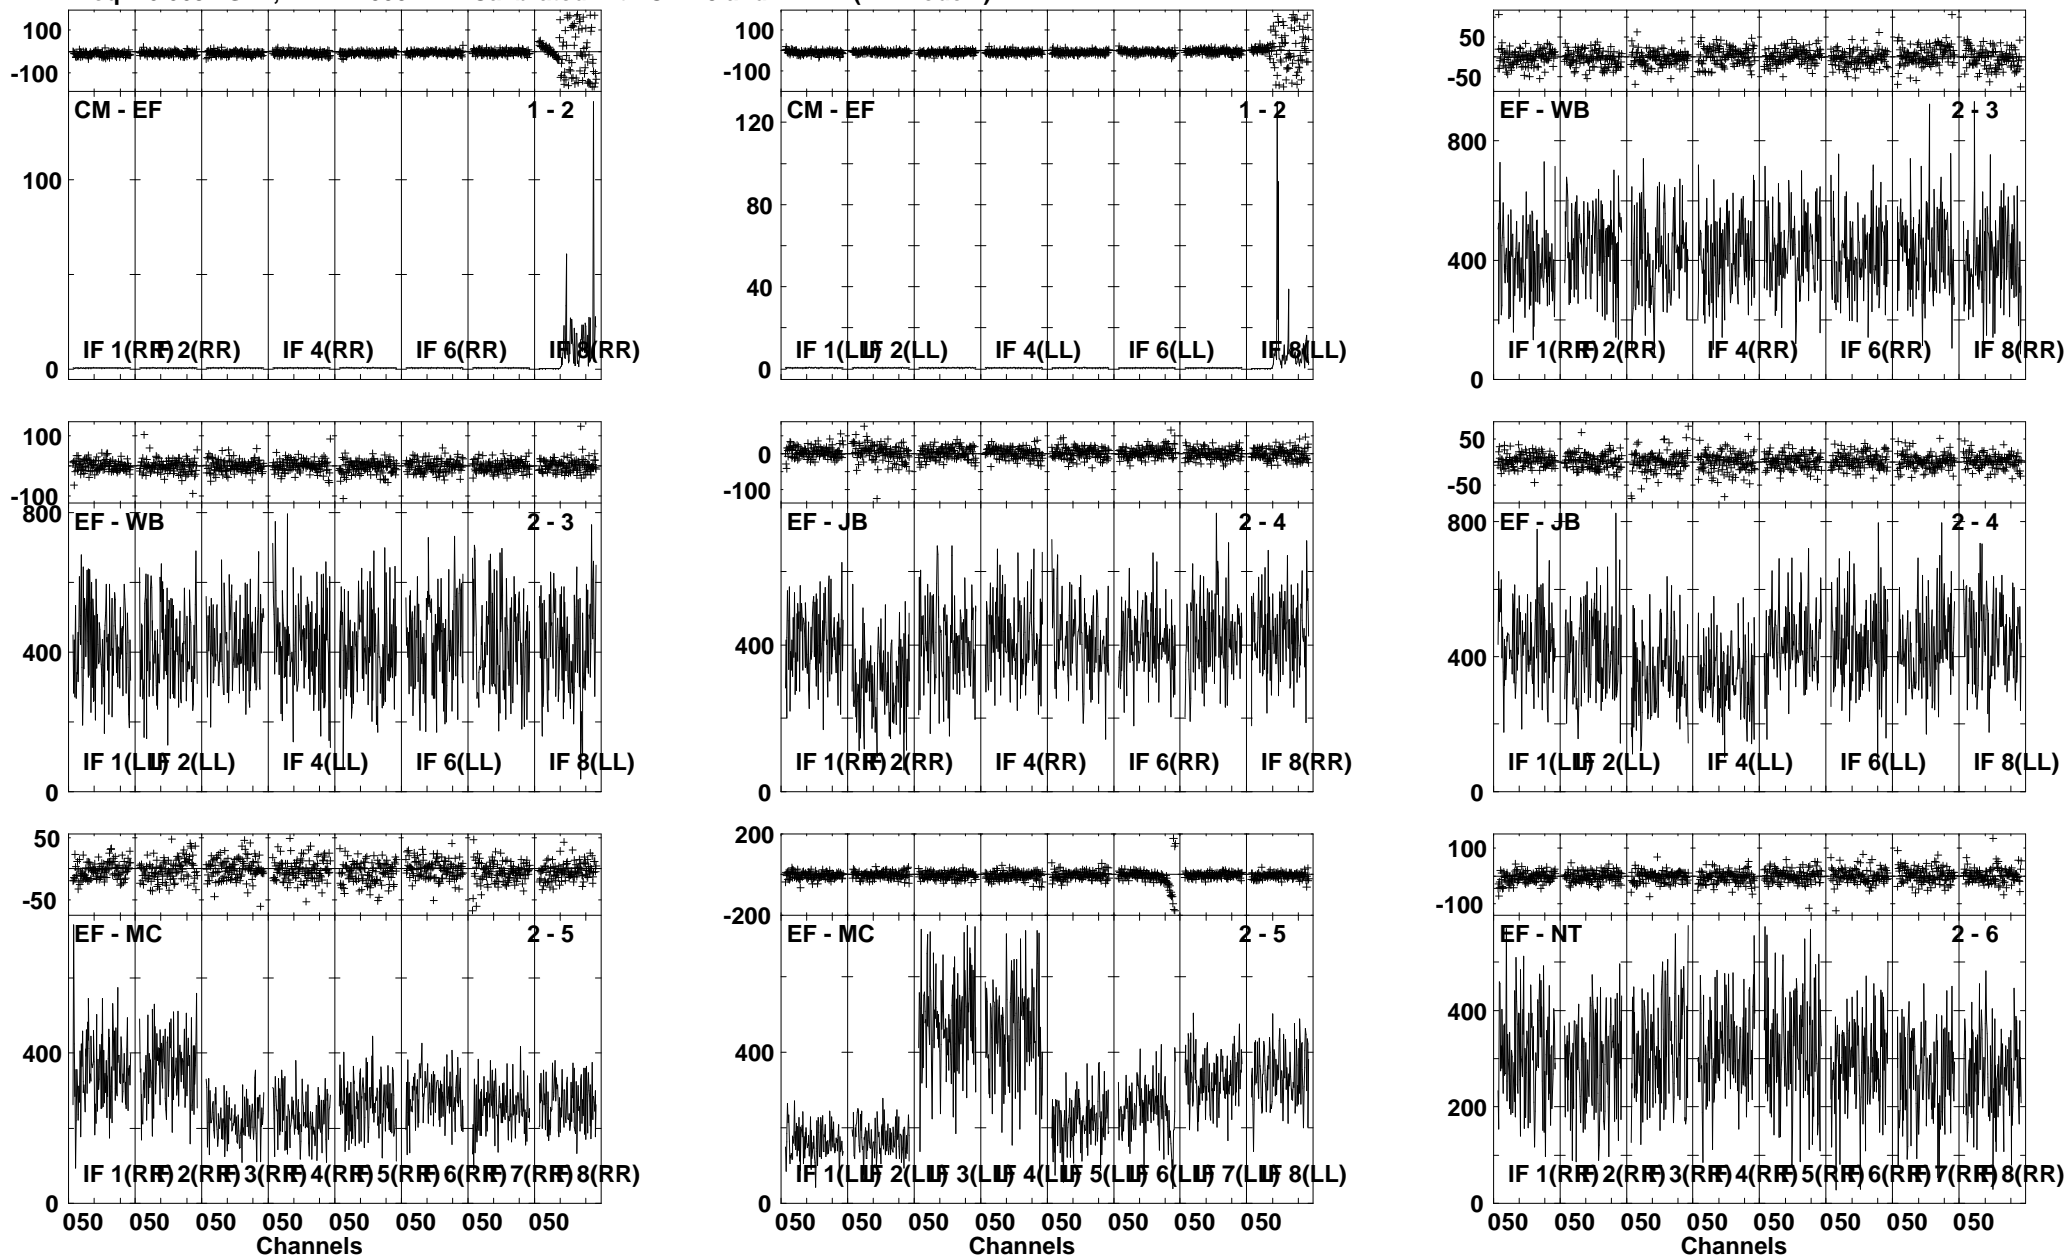 100
-100
CM - EF 1 - 2
100
0
IF 1(RR) IF 2(RR) IF 4(RR) IF 6(RR) IF 8(RR)
100
-100
CM - EF 1 - 2
120
80
40
0
IF 1(LL) IF 2(LL) IF 4(LL) IF 6(LL) IF 8(LL)
50
-50
EF - WB 2 - 3
800
400
0
IF 1(RR) IF 2(RR) IF 4(RR) IF 6(RR) IF 8(RR)
100
-100
800
EF - WB 2 - 3
400
0
IF 1(LL) IF 2(LL) IF 4(LL) IF 6(LL) IF 8(LL)
0
-100
EF - JB 2 - 4
400
0
IF 1(RR) IF 2(RR) IF 4(RR) IF 6(RR) IF 8(RR)
50
-50
800
EF - JB 2 - 4
400
0
IF 1(LL) IF 2(LL) IF 4(LL) IF 6(LL) IF 8(LL)
50
-50
EF - MC 2 - 5
400
0
IF 1(RR) IF 2(RR) IF 3(RR) IF 4(RR) IF 5(RR) IF 6(RR) IF 7(RR) IF 8(RR)
050 050 050 050 050 050 050 050
Channels
200
-200
EF - MC 2 - 5
400
0
IF 1(LL) IF 2(LL) IF 3(LL) IF 4(LL) IF 5(LL) IF 6(LL) IF 7(LL) IF 8(LL)
050 050 050 050 050 050 050 050
Channels
100
-100
EF - NT 2 - 6
400
200
0
IF 1(RR) IF 2(RR) IF 3(RR) IF 4(RR) IF 5(RR) IF 6(RR) IF 7(RR) IF 8(RR)
050 050 050 050 050 050 050 050
Channels